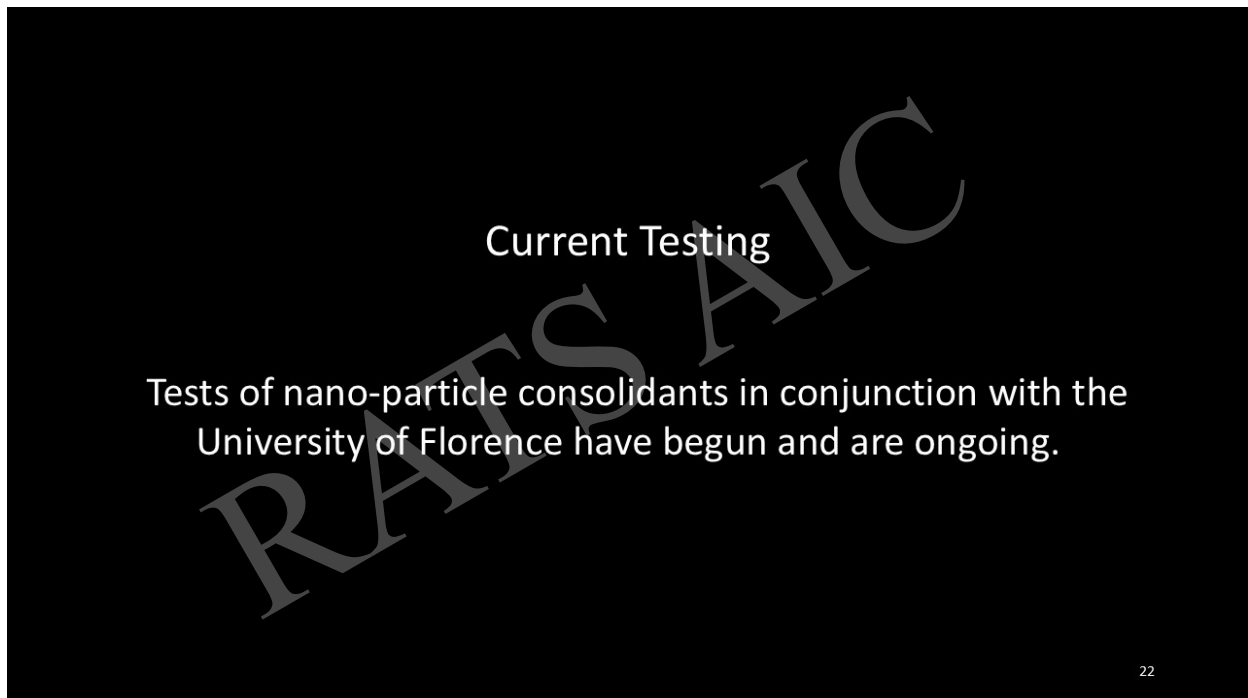 Current Testing
Tests of nano-particle consolidants in conjunction with the
University of Florence have begun and are ongoing.
RATS AIC
22